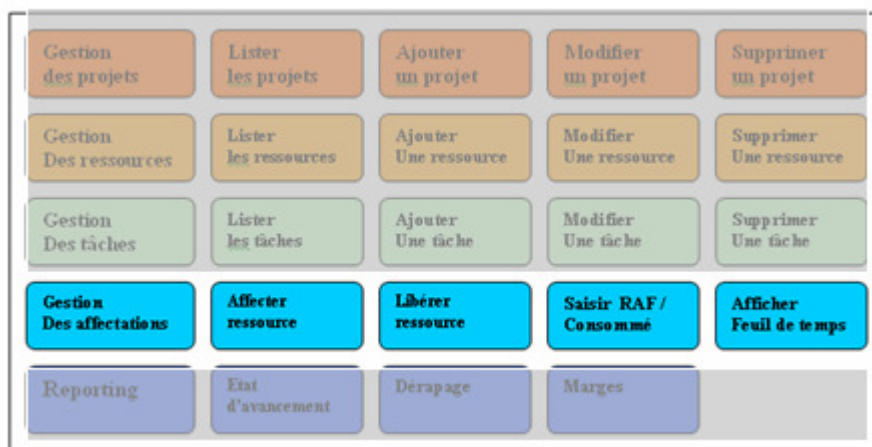 Gestion
des projets
Lister
les projets
Ajouter
un projet
Modifier
un projet
Supprimer
un projet
Gestion
Des ressources
Lister
les ressources
Ajouter
Une ressource
Modifier
Une ressource
Supprimer
Une ressource
Gestion
Des tâches
Lister
les tâches
Ajouter
Une tâche
Modifier
Une tâche
Supprimer
Une tâche
Gestion
Des affectations
Affecter
ressource
Libérer
ressource
Saisir RAF /
Consommé
Afficher
Feuil de temps
Reporting
Etat
d'avancement
Dérapage
Marges